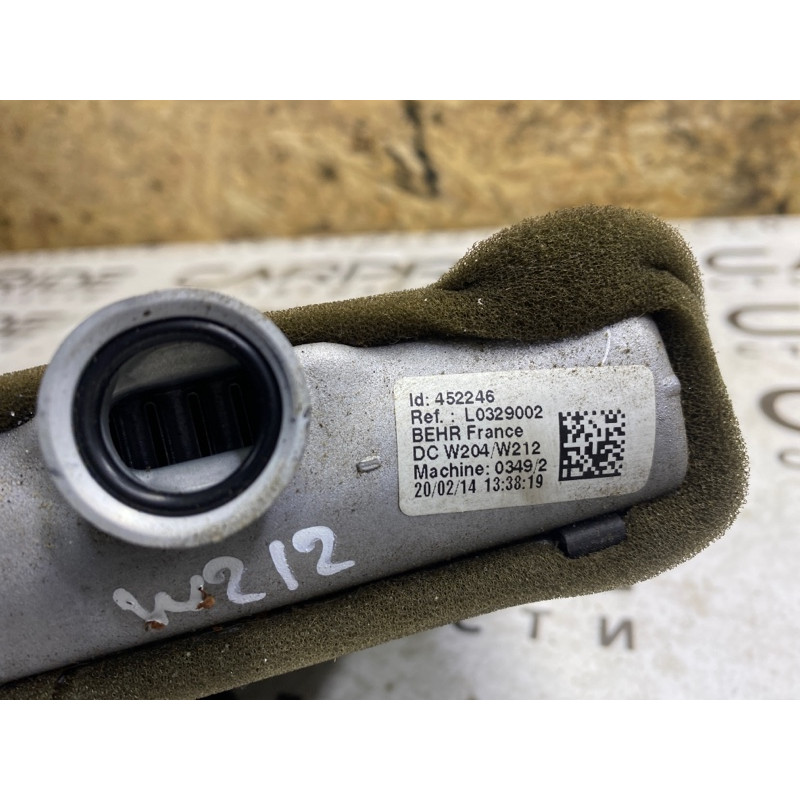 Id: 452246
Ref. : L0329002
BEHR France
DC W204/W212
Machine: 0349/2
20/02/14 13:38:19
W212